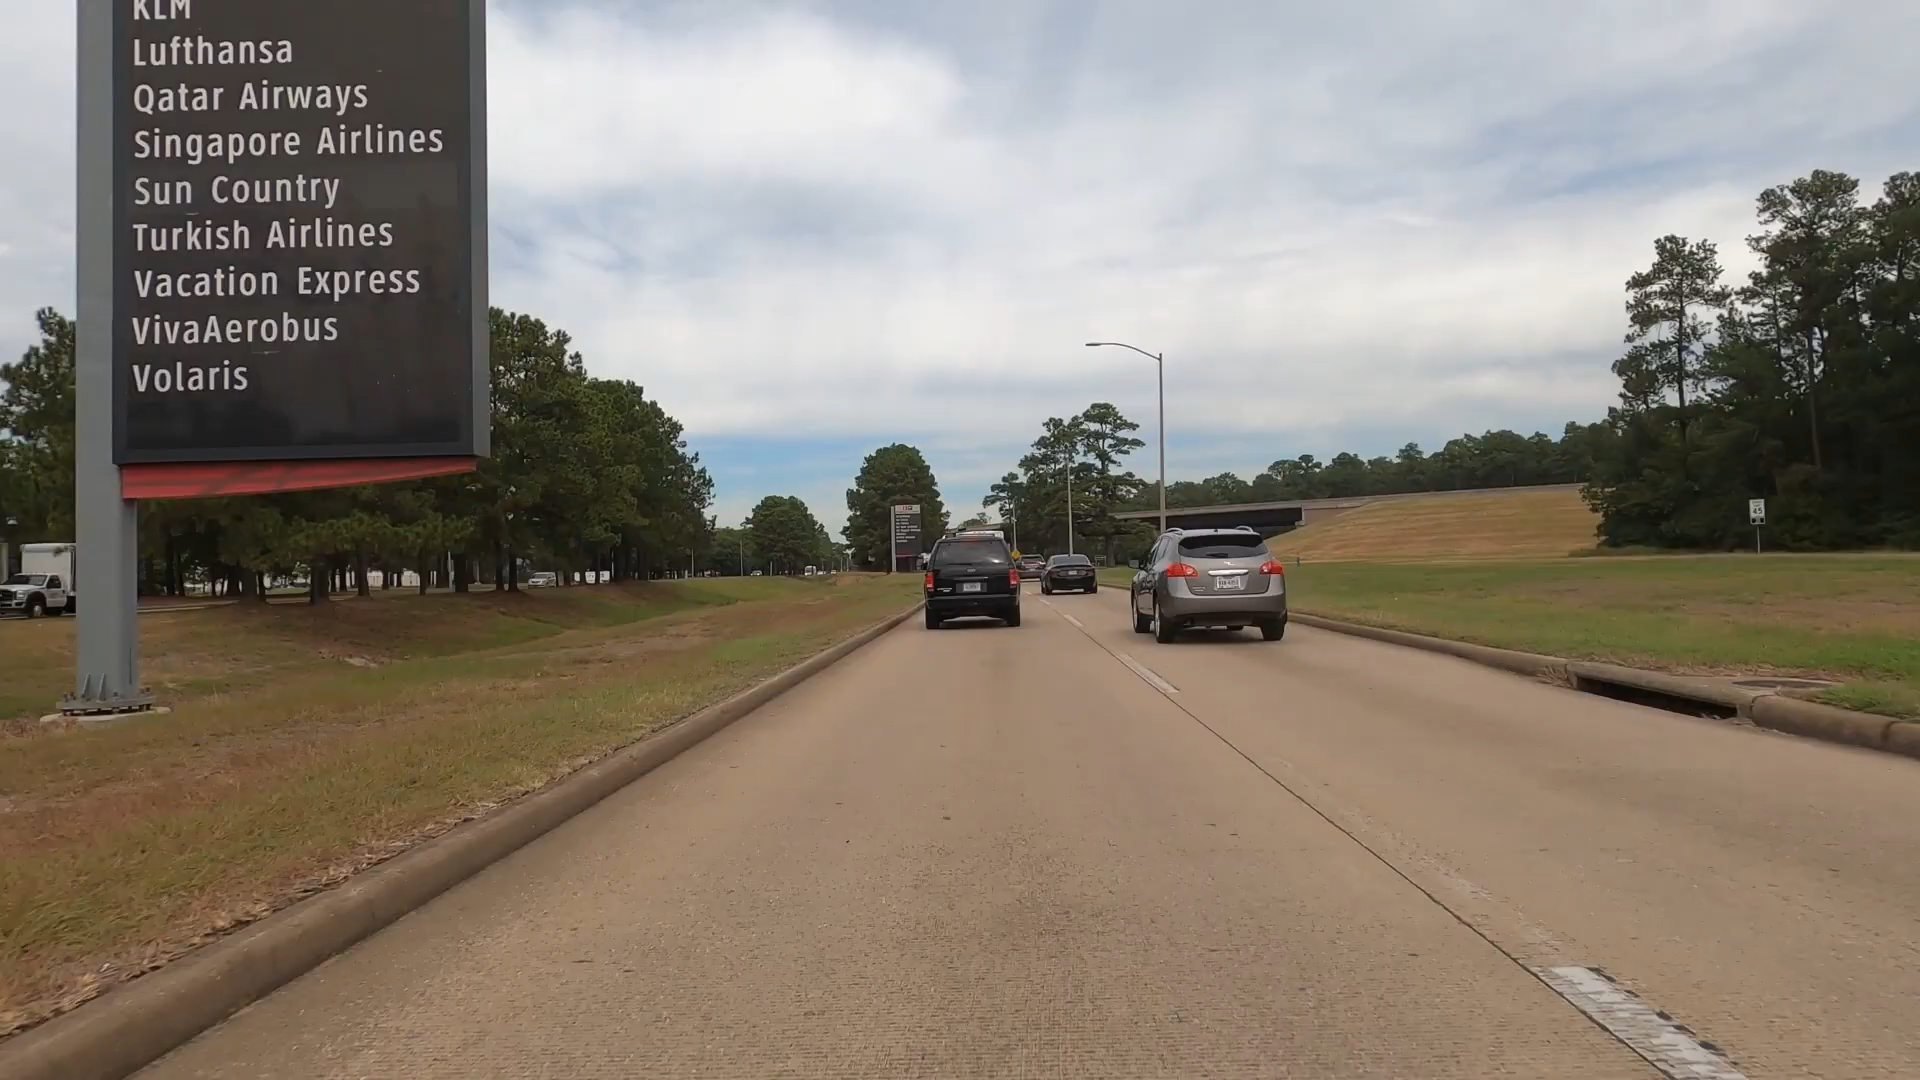 KLM
Lufthansa
Qatar Airways
Singapore Airlines
Sun Country
Turkish Airlines
Vacation Express
VivaAerobus
Volaris
45